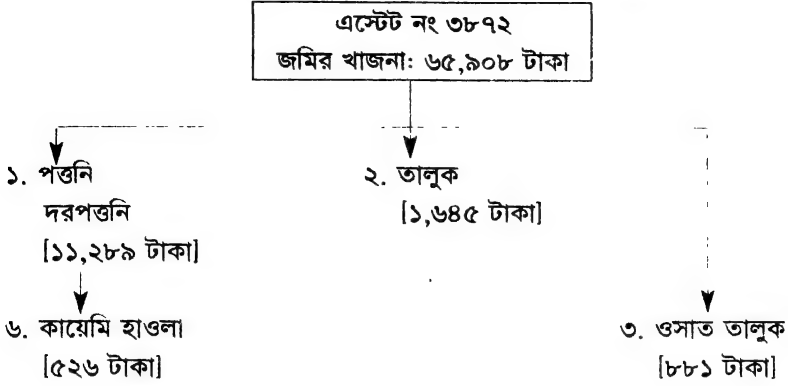 এস্টেট নং ৩৮৭২
জমির খাজনা: ৬৫,৯০৮ টাকা
১. পত্তনি
দরপত্তনি
[১১,২৮৯ টাকা]
২. তালুক
[১,৬৪৫ টাকা]
৬. কায়েমি হাওলা
[৫২৬ টাকা]
৩. ওসাত তালুক
[৮৮১ টাকা]